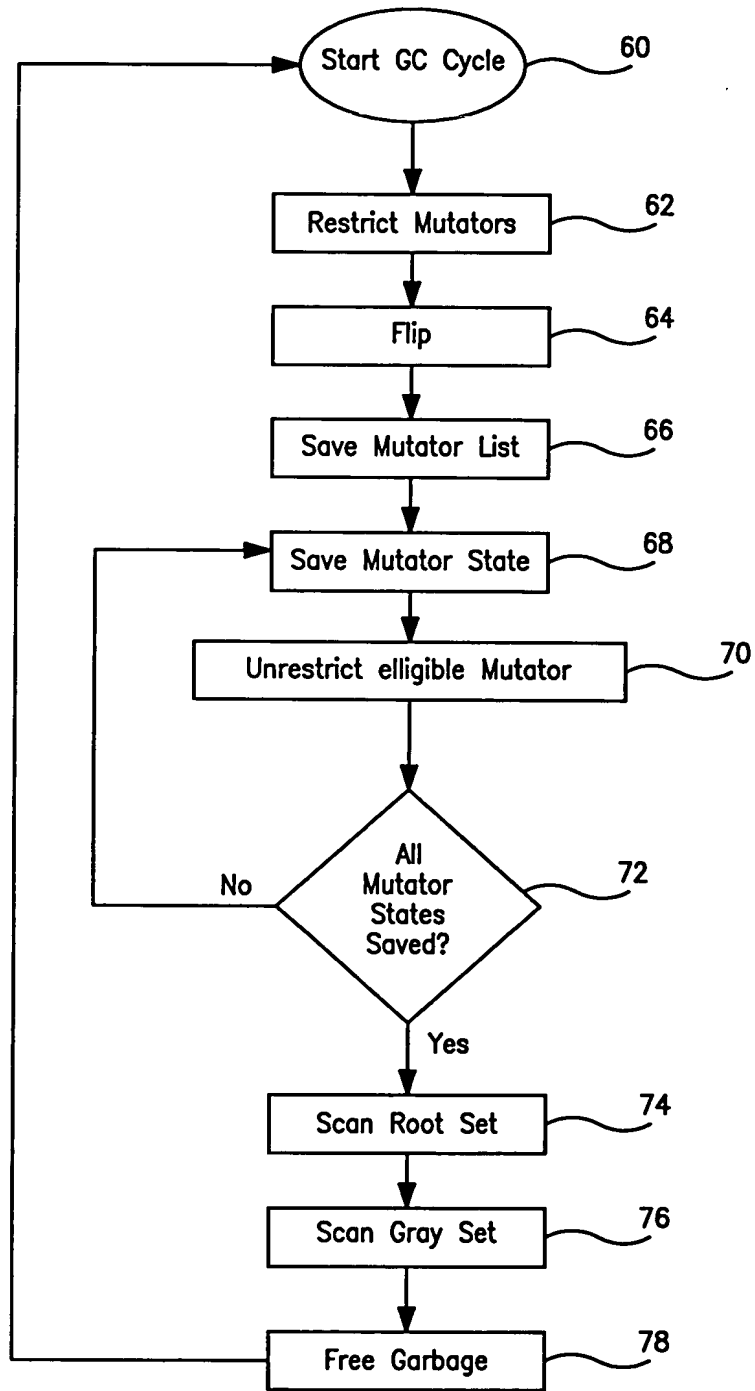 Start GC Cycle
60
Restrict Mutators
62
Flip
64
Save Mutator List
66
Save Mutator State
68
Unrestrict elligible Mutator
70
All
Mutator
States
Saved?
72
No
Yes
Scan Root Set
74
Scan Gray Set
76
Free Garbage
78